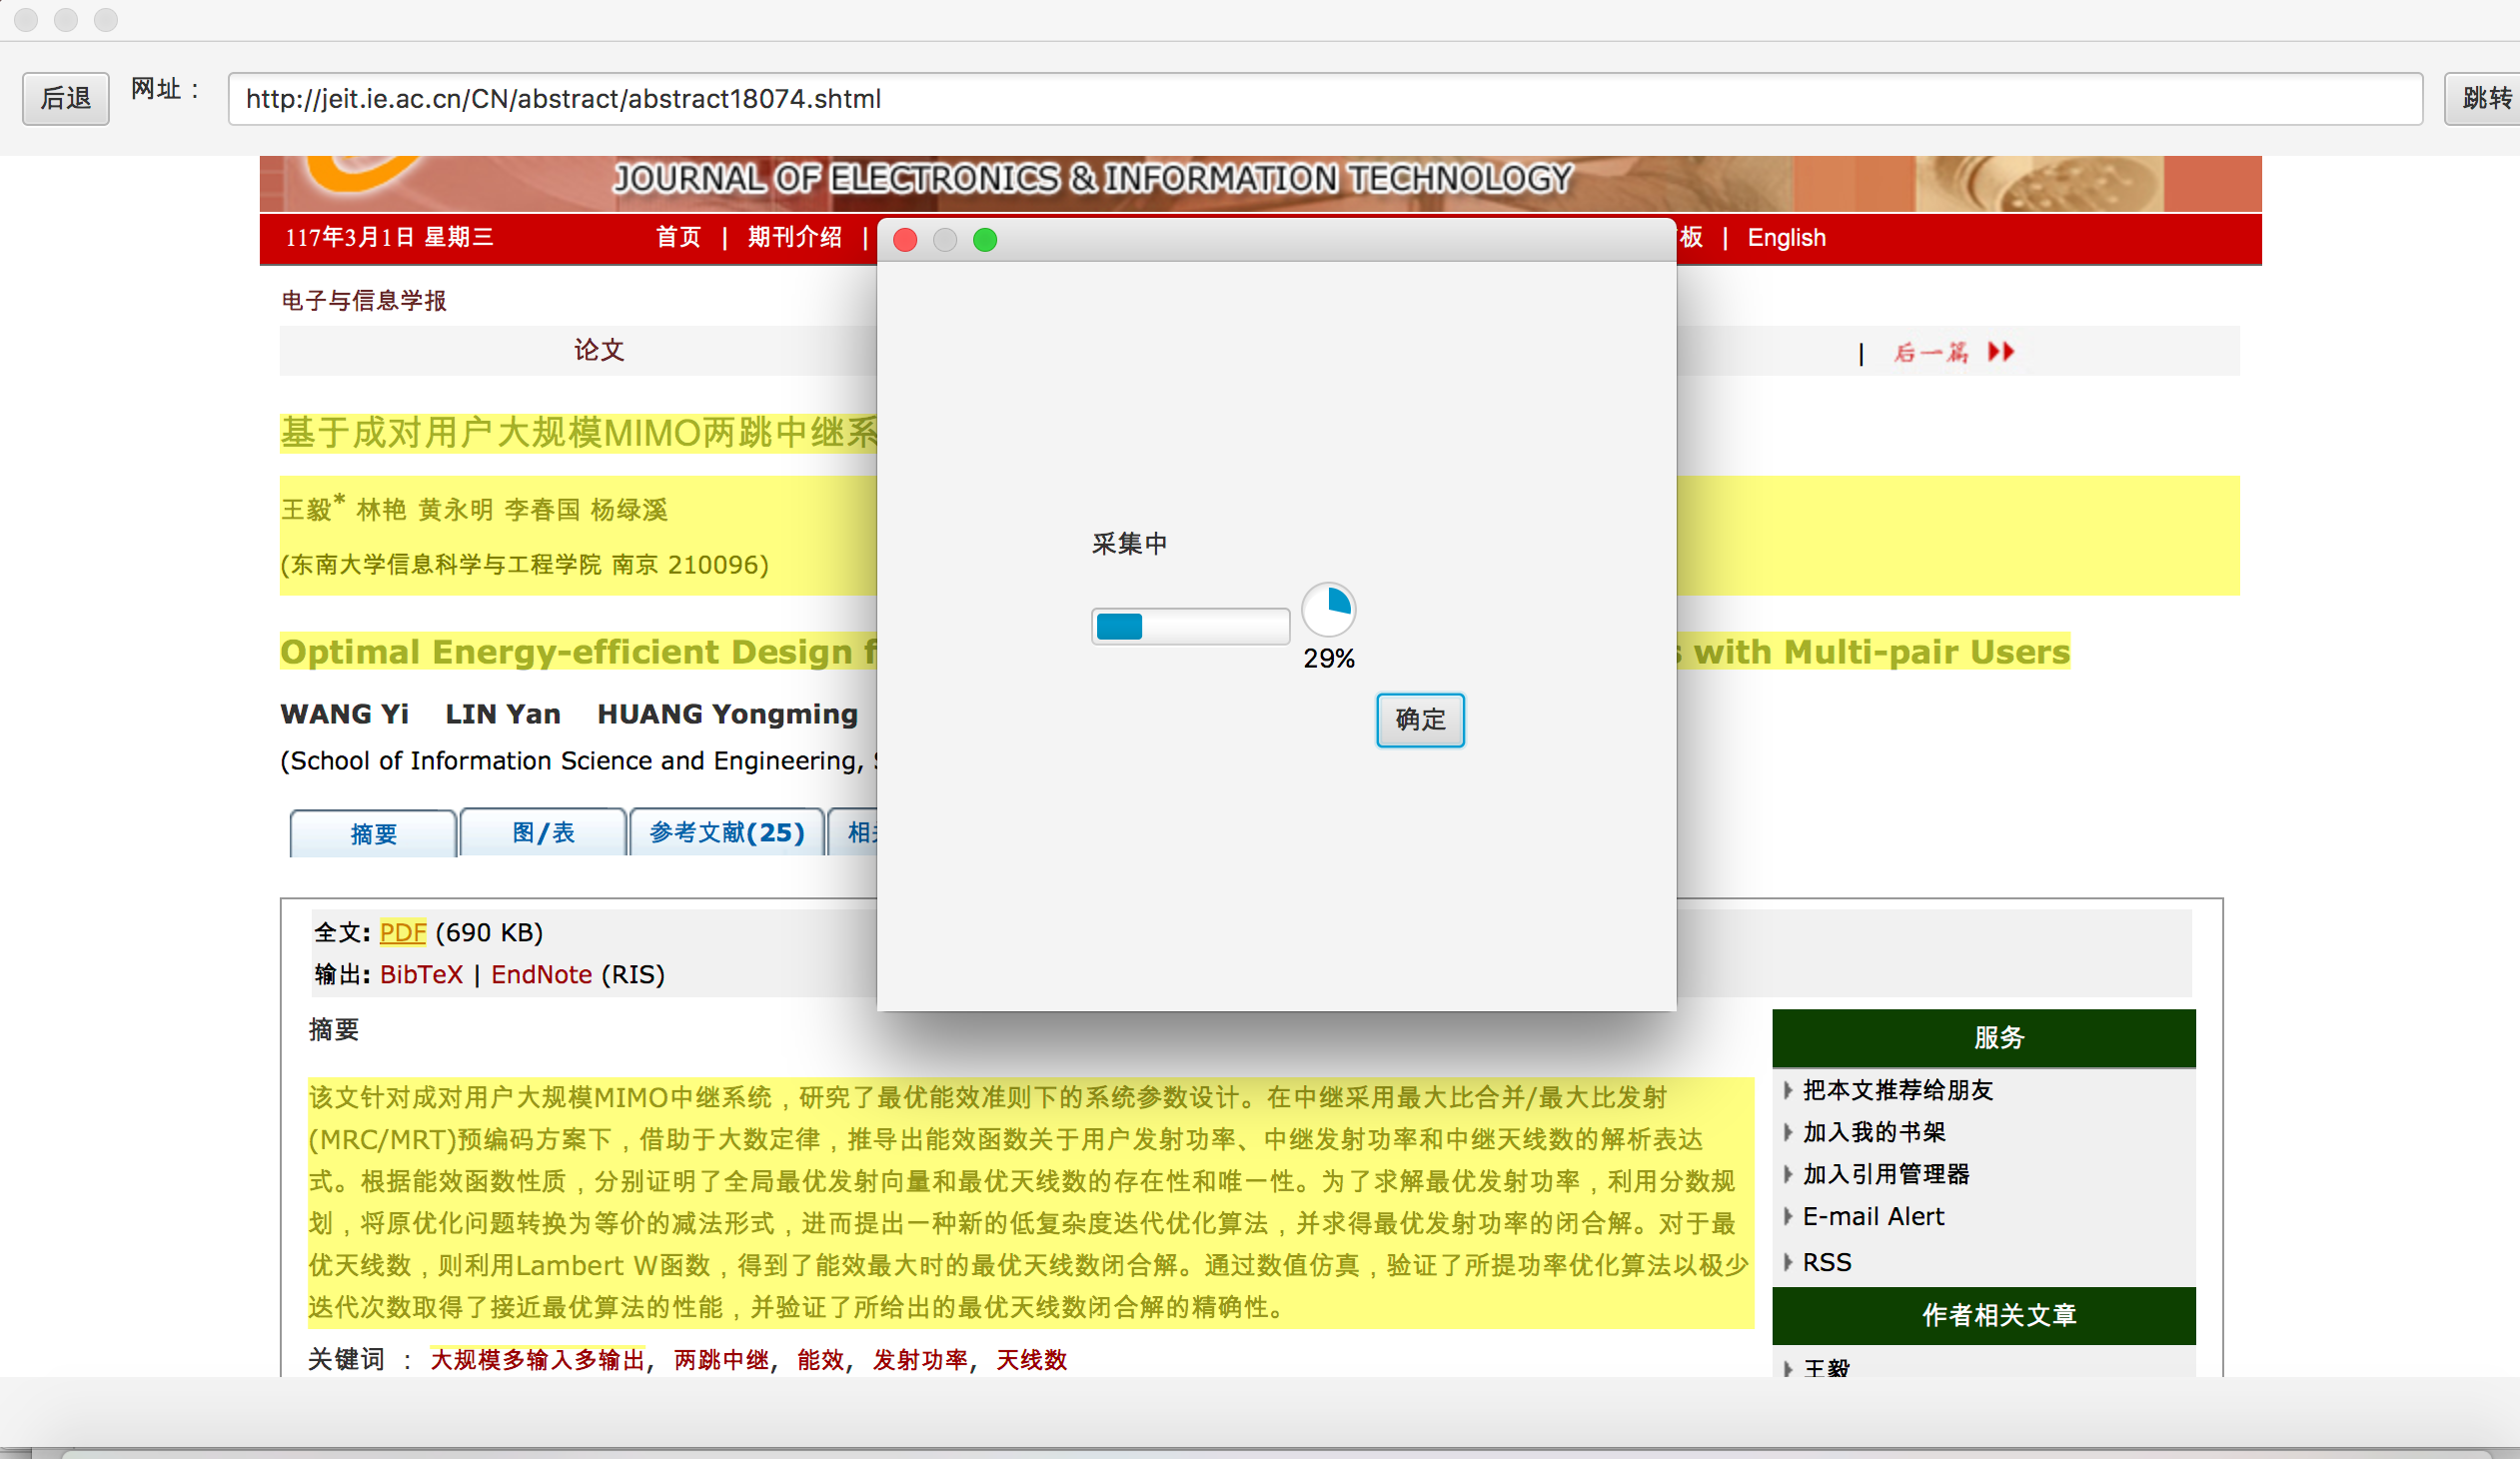 后退 网址： http://jeit.ie.ac.cn/CN/abstract/abstract18074.shtml 跳转
JOURNAL OF ELECTRONICS & INFORMATION TECHNOLOGY
117年3月1日 星期三 首页 | 期刊介绍 | 板 | English
电子与信息学报
论文 | 后一篇
基于成对用户大规模MIMO两跳中继系
王毅* 林艳 黄永明 李春国 杨绿溪
(东南大学信息科学与工程学院 南京 210096)
采集中
29%
确定
Optimal Energy-efficient Design with Multi-pair Users
WANG Yi LIN Yan HUANG Yongming
(School of Information Science and Engineering,
摘要 图/表 参考文献(25) 相
全文: PDF (690 KB)
输出: BibTeX | EndNote (RIS)
摘要
该文针对成对用户大规模MIMO中继系统，研究了最优能效准则下的系统参数设计。在中继采用最大比合并/最大比发射
(MRC/MRT)预编码方案下，借助于大数定律，推导出能效函数关于用户发射功率、中继发射功率和中继天线数的解析表达
式。根据能效函数性质，分别证明了全局最优发射向量和最优天线数的存在性和唯一性。为了求解最优发射功率，利用分数规
划，将原优化问题转换为等价的减法形式，进而提出一种新的低复杂度迭代优化算法，并求得最优发射功率的闭合解。对于最
优天线数，则利用Lambert W函数，得到了能效最大时的最优天线数闭合解。通过数值仿真，验证了所提功率优化算法以极少
迭代次数取得了接近最优算法的性能，并验证了所给出的最优天线数闭合解的精确性。
关键词 ： 大规模多输入多输出, 两跳中继, 能效, 发射功率, 天线数
服务
把本文推荐给朋友
加入我的书架
加入引用管理器
E-mail Alert
RSS
作者相关文章
王毅